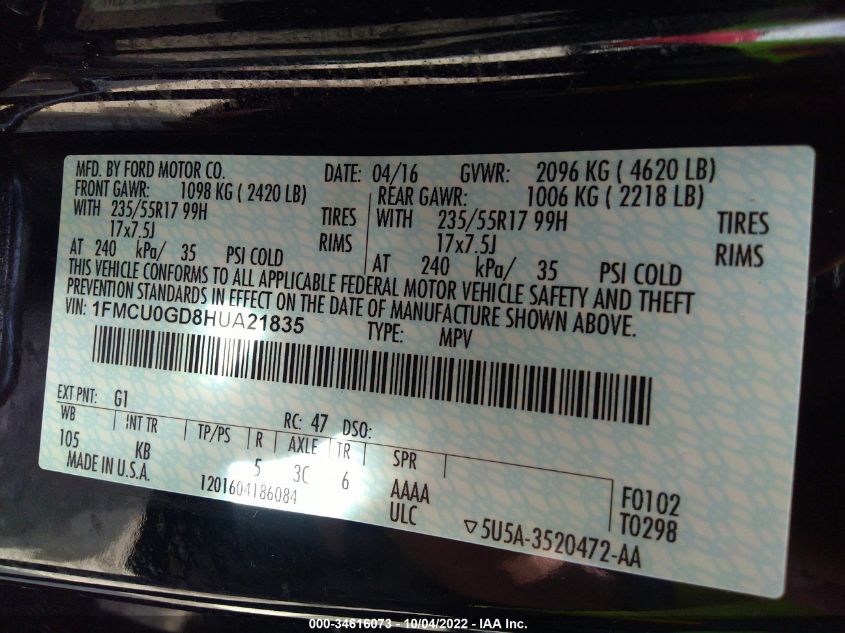 MFD. BY FORD MOTOR CO. DATE: 04/16 GVWR: 2096 KG ( 4620 LB)
FRONT GAWR: 1098 KG ( 2420 LB) REAR GAWR: 1006 KG ( 2218 LB)
WITH 235/55R17 99H TIRES WITH 235/55R17 99H TIRES
17x7.5J RIMS 17x7.5J RIMS
AT 240 kPa/ 35 PSI COLD AT 240 kPa/ 35 PSI COLD
THIS VEHICLE CONFORMS TO ALL APPLICABLE FEDERAL MOTOR VEHICLE SAFETY AND THEFT
PREVENTION STANDARDS IN EFFECT ON THE DATE OF MANUFACTURE SHOWN ABOVE.
VIN: 1FMCU0GD8HUA21835 TYPE: MPV
EXT PNT: G1 RC: 47 DSO:
WB INT TR TP/PS R AXLE TR SPR
105 KB 5 3C 6 AAAA F0102
MADE IN U.S.A. 1201604186084 ULC T0298
▽5U5A-3520472-AA
000-34616073 - 10/04/2022 - IAA Inc.